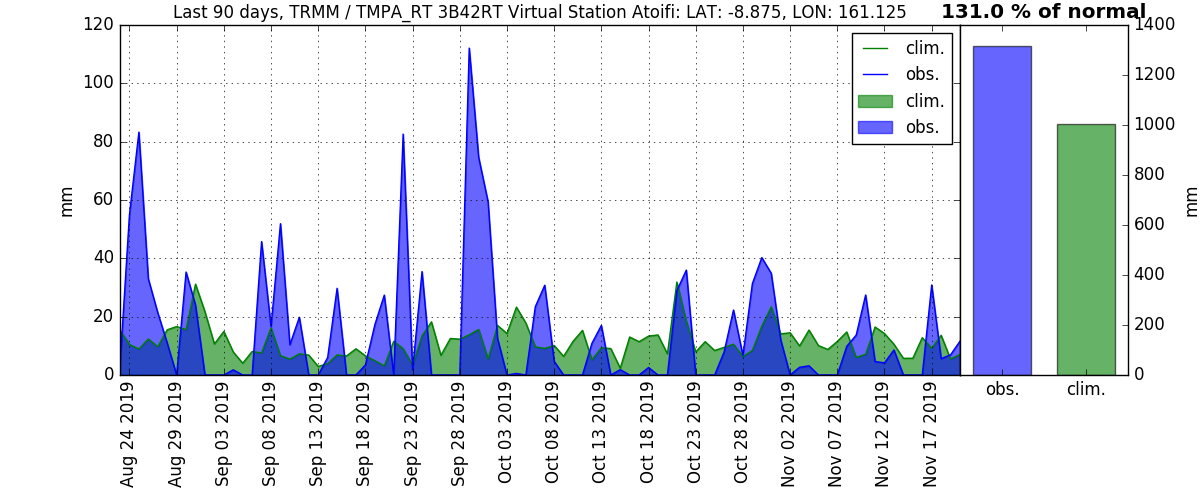 Last 90 days, TRMM / TMPA_RT 3B42RT Virtual Station Atoifi: LAT: -8.875, LON: 161.125
131.0 % of normal
120
100
80
60
40
20
0
mm
clim.
obs.
clim.
obs.
1400
1200
1000
800
600
400
200
0
mm
obs.
clim.
Aug 24 2019
Aug 29 2019
Sep 03 2019
Sep 08 2019
Sep 13 2019
Sep 18 2019
Sep 23 2019
Sep 28 2019
Oct 03 2019
Oct 08 2019
Oct 13 2019
Oct 18 2019
Oct 23 2019
Oct 28 2019
Nov 02 2019
Nov 07 2019
Nov 12 2019
Nov 17 2019